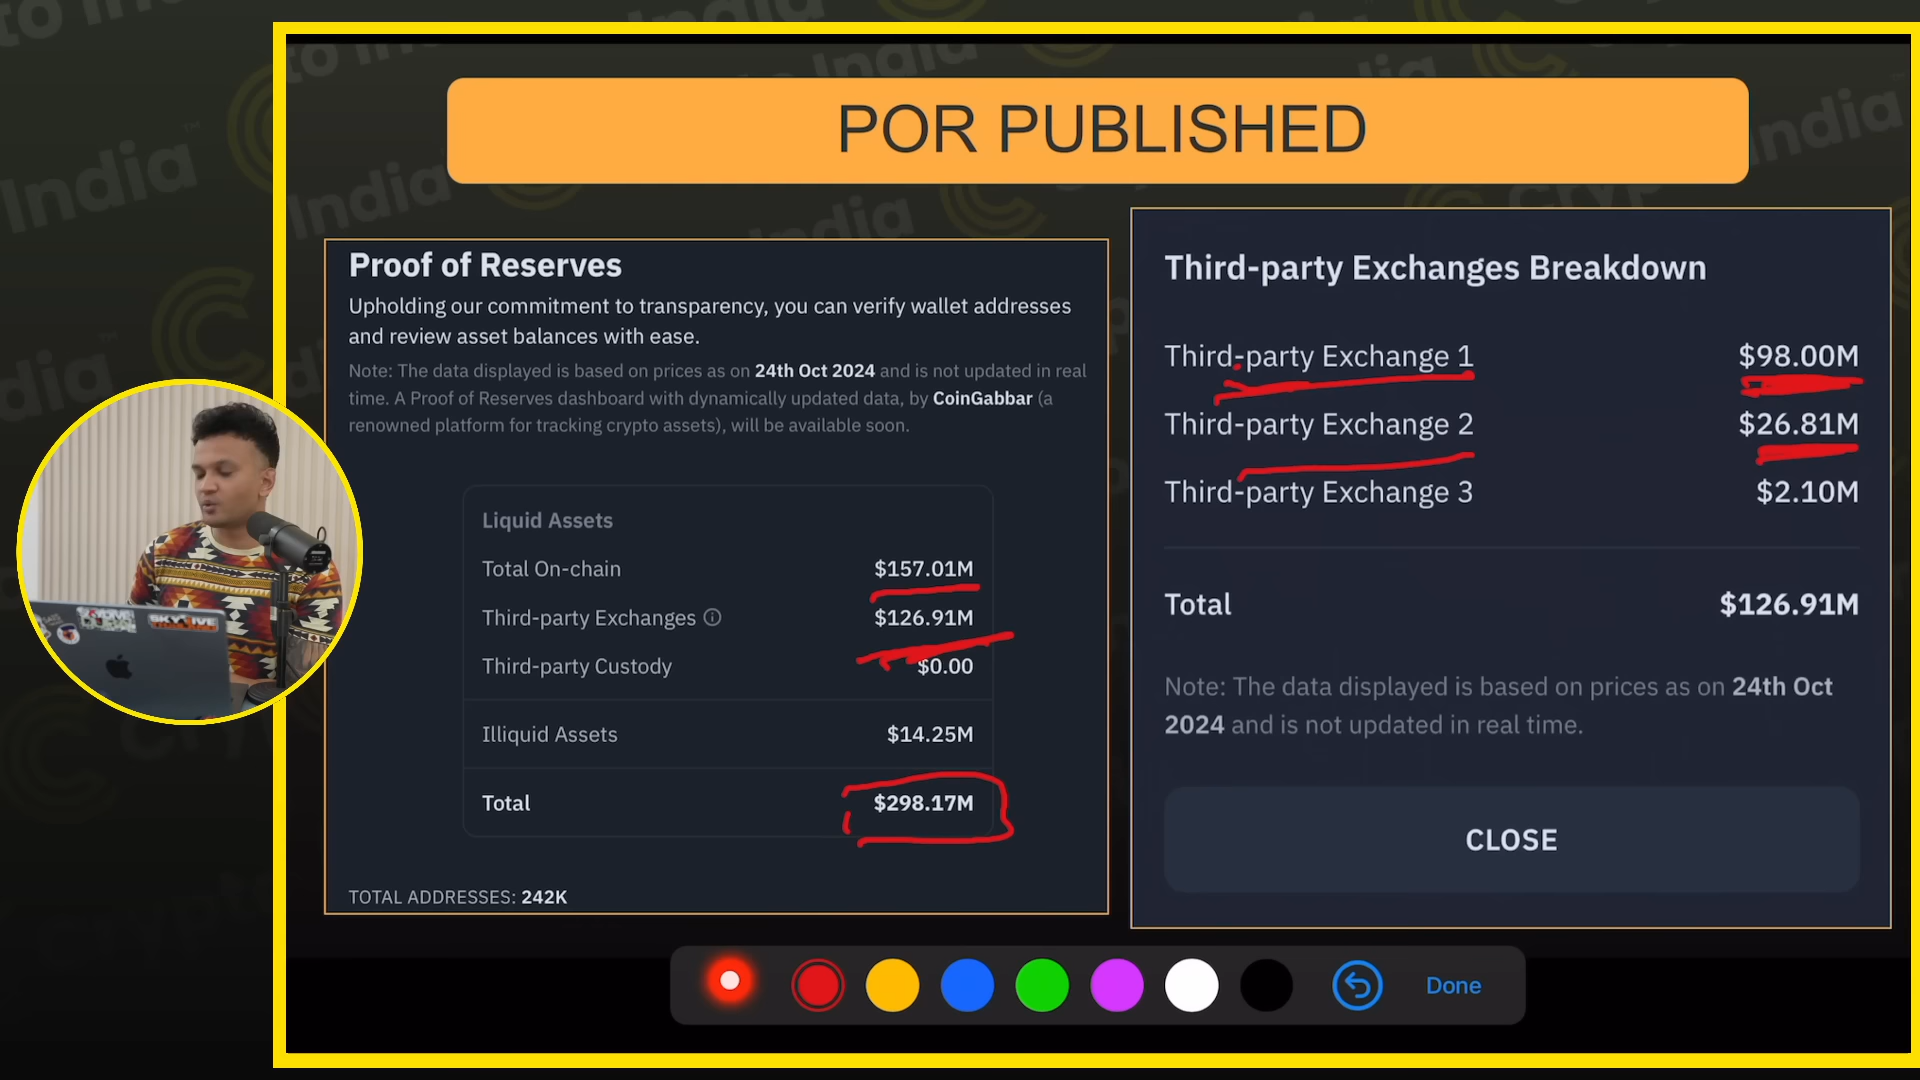 POR PUBLISHED
Proof of Reserves
Upholding our commitment to transparency, you can verify wallet addresses
and review asset balances with ease.
Note: The data displayed is based on prices as on 24th Oct 2024 and is not updated in real
time. A Proof of Reserves dashboard with dynamically updated data, by CoinGabbar (a
renowned platform for tracking crypto assets), will be available soon.
Liquid Assets
Total On-chain $157.01M
Third-party Exchanges $126.91M
Third-party Custody $0.00
Illiquid Assets $14.25M
Total $298.17M
TOTAL ADDRESSES: 242K
Third-party Exchanges Breakdown
Third-party Exchange 1 $98.00M
Third-party Exchange 2 $26.81M
Third-party Exchange 3 $2.10M
Total $126.91M
Note: The data displayed is based on prices as on 24th Oct
2024 and is not updated in real time.
CLOSE
Done